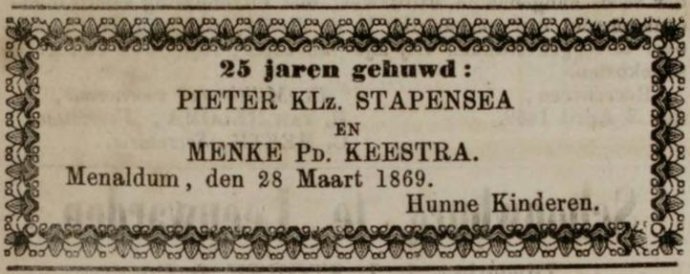 25 jaren gehuwd:
PIETER KLz. STAPENSEA
EN
MENKE PD. KEESTRA.
Menaldum, den 28 Maart 1869.
Hunne Kinderen.